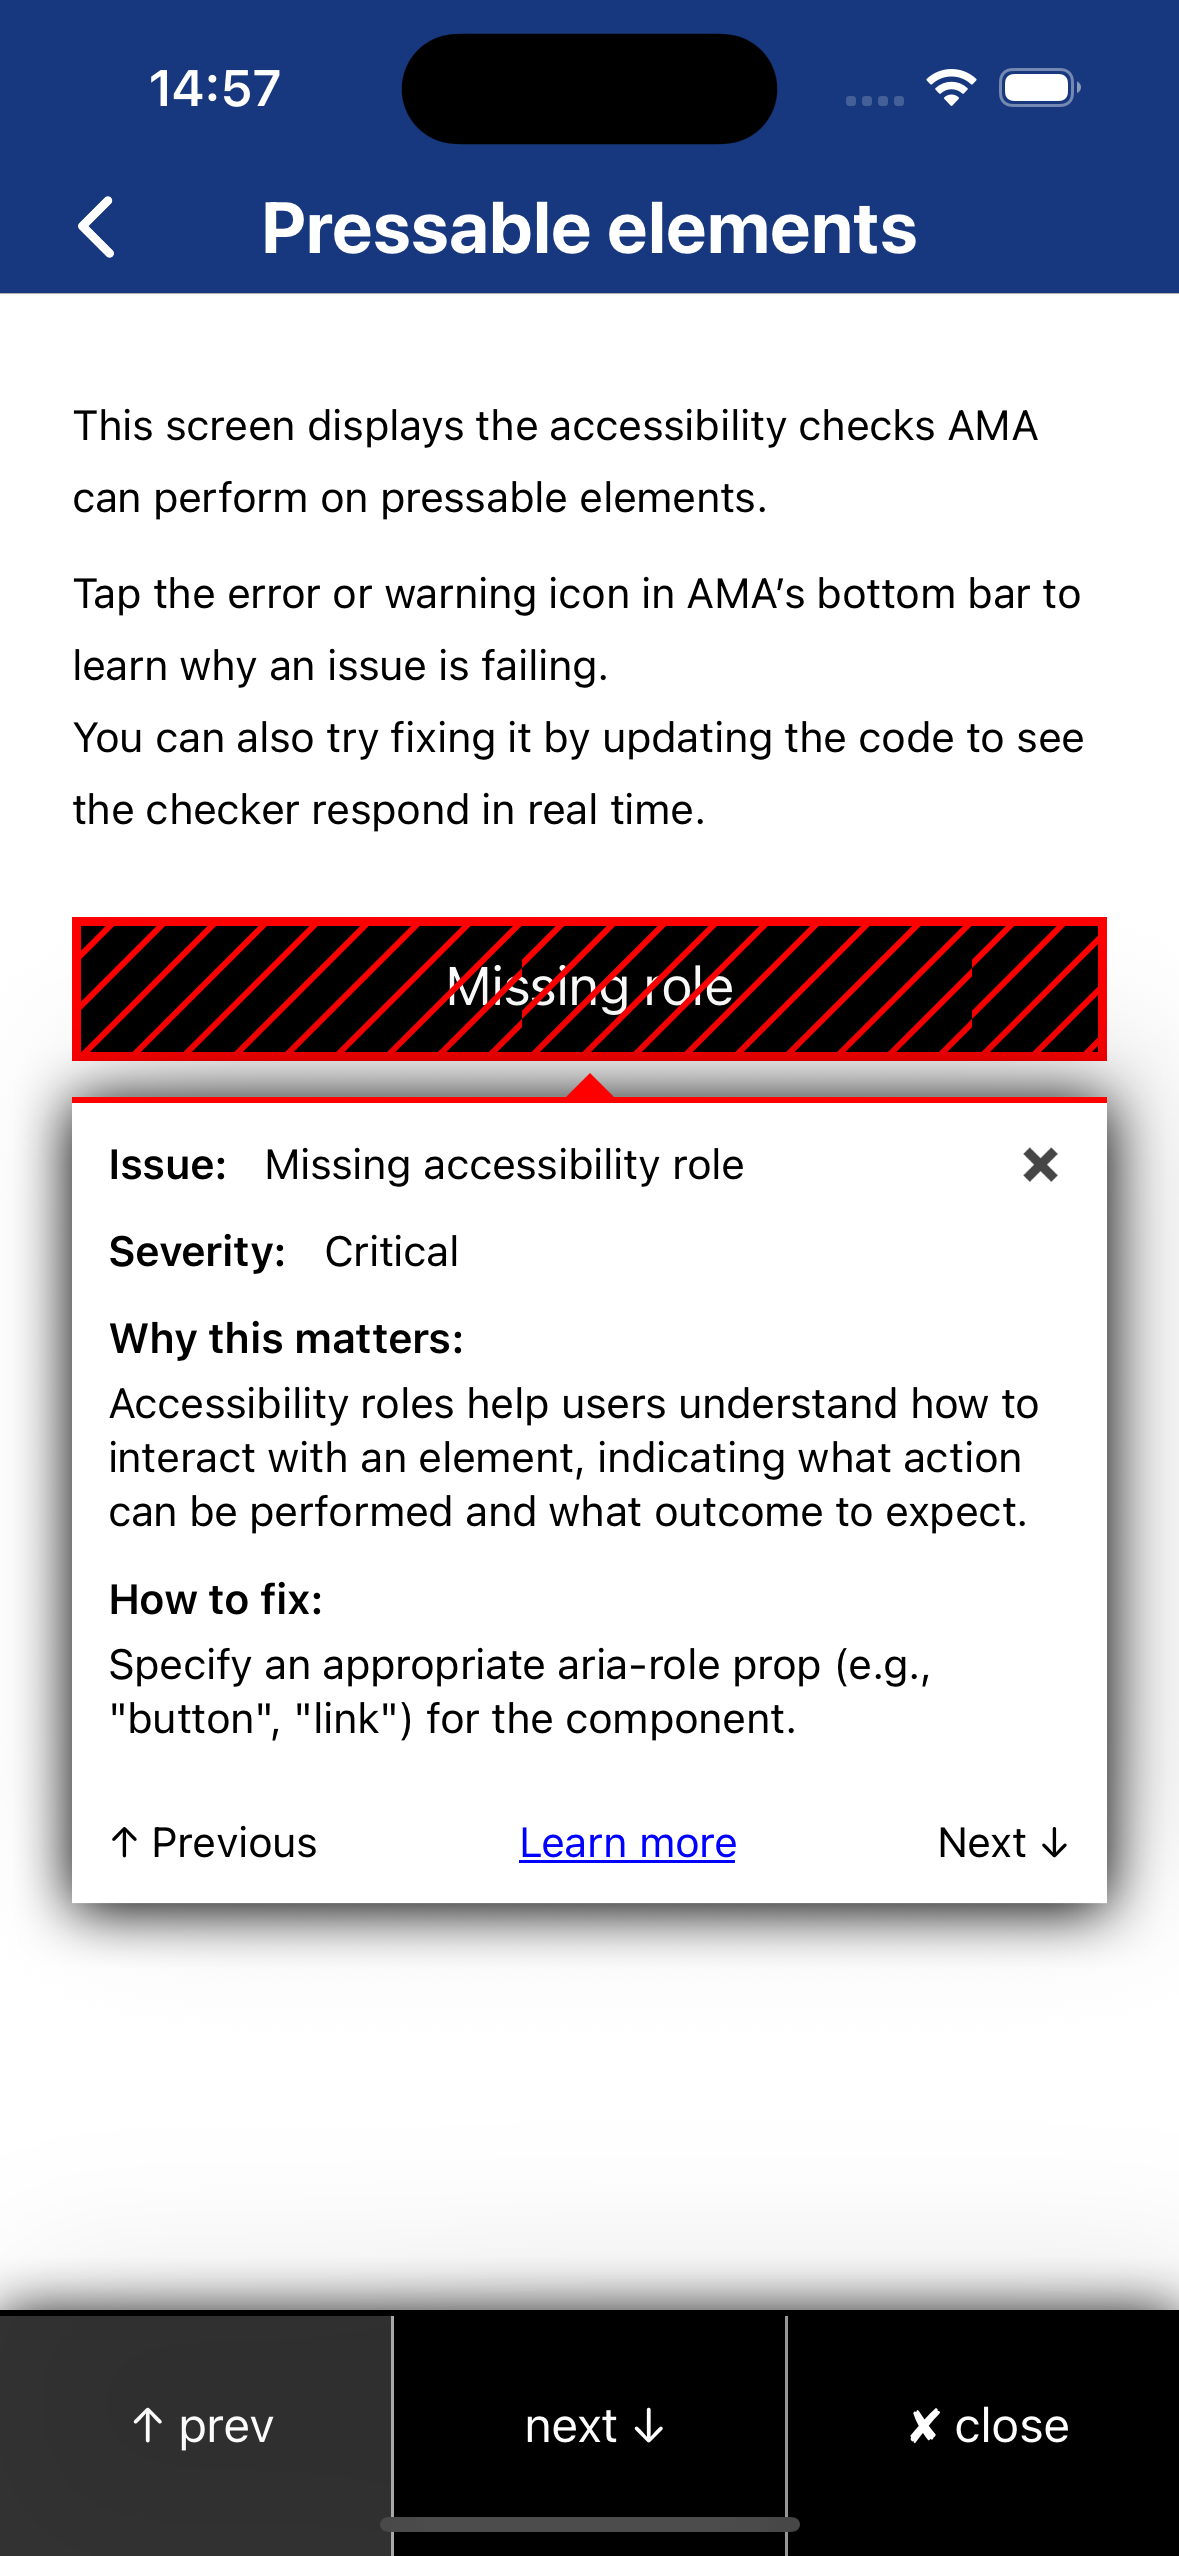 14:57
Pressable elements
This screen displays the accessibility checks AMA
can perform on pressable elements.
Tap the error or warning icon in AMA's bottom bar to
learn why an issue is failing.
You can also try fixing it by updating the code to see
the checker respond in real time.
Missing role
Issue: Missing accessibility role ✖
Severity: Critical
Why this matters:
Accessibility roles help users understand how to
interact with an element, indicating what action
can be performed and what outcome to expect.
How to fix:
Specify an appropriate aria-role prop (e.g.,
"button", "link") for the component.
↑ Previous Learn more Next ↓
↑ prev next ↓ ✘ close